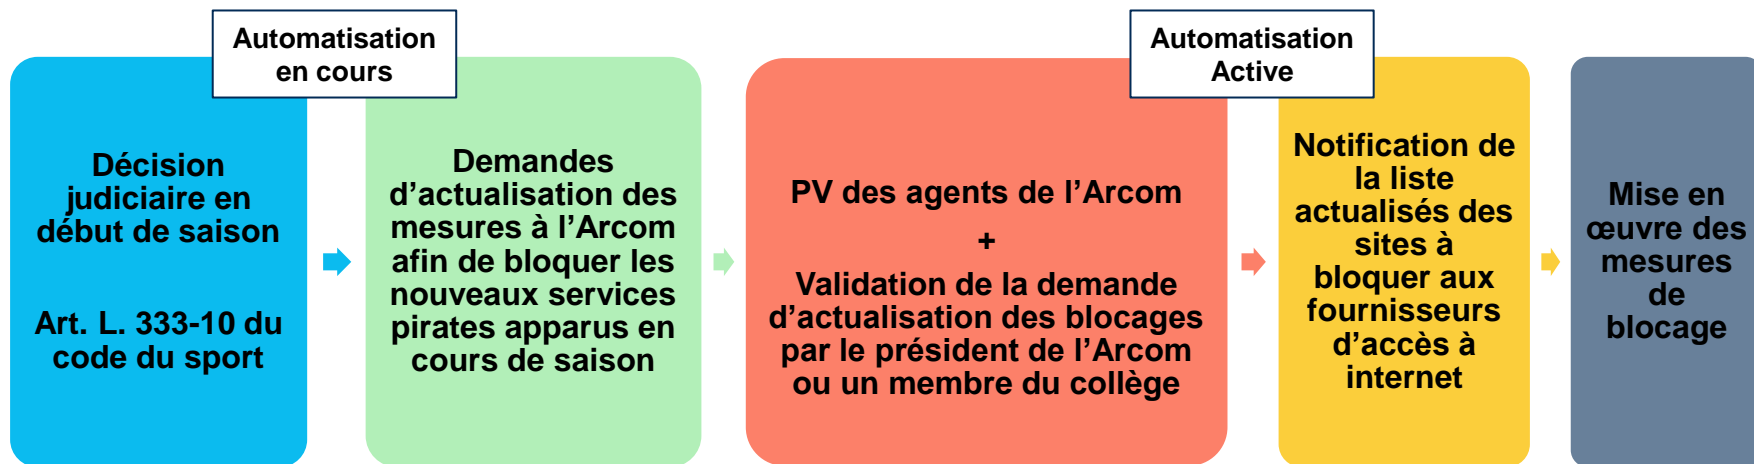 Automatisation
en cours
Décision
judiciaire en
début de saison
Art. L. 333-10 du
code du sport
Demandes
d’actualisation des
mesures à l’Arcom
afin de bloquer les
nouveaux services
pirates apparus en
cours de saison
PV des agents de l’Arcom
+
Validation de la demande
d’actualisation des blocages
par le président de l’Arcom
ou un membre du collège
Automatisation
Active
Notification de
la liste
actualisés des
sites à
bloquer aux
fournisseurs
d’accès à
internet
Mise en
œuvre des
mesures
de
blocage